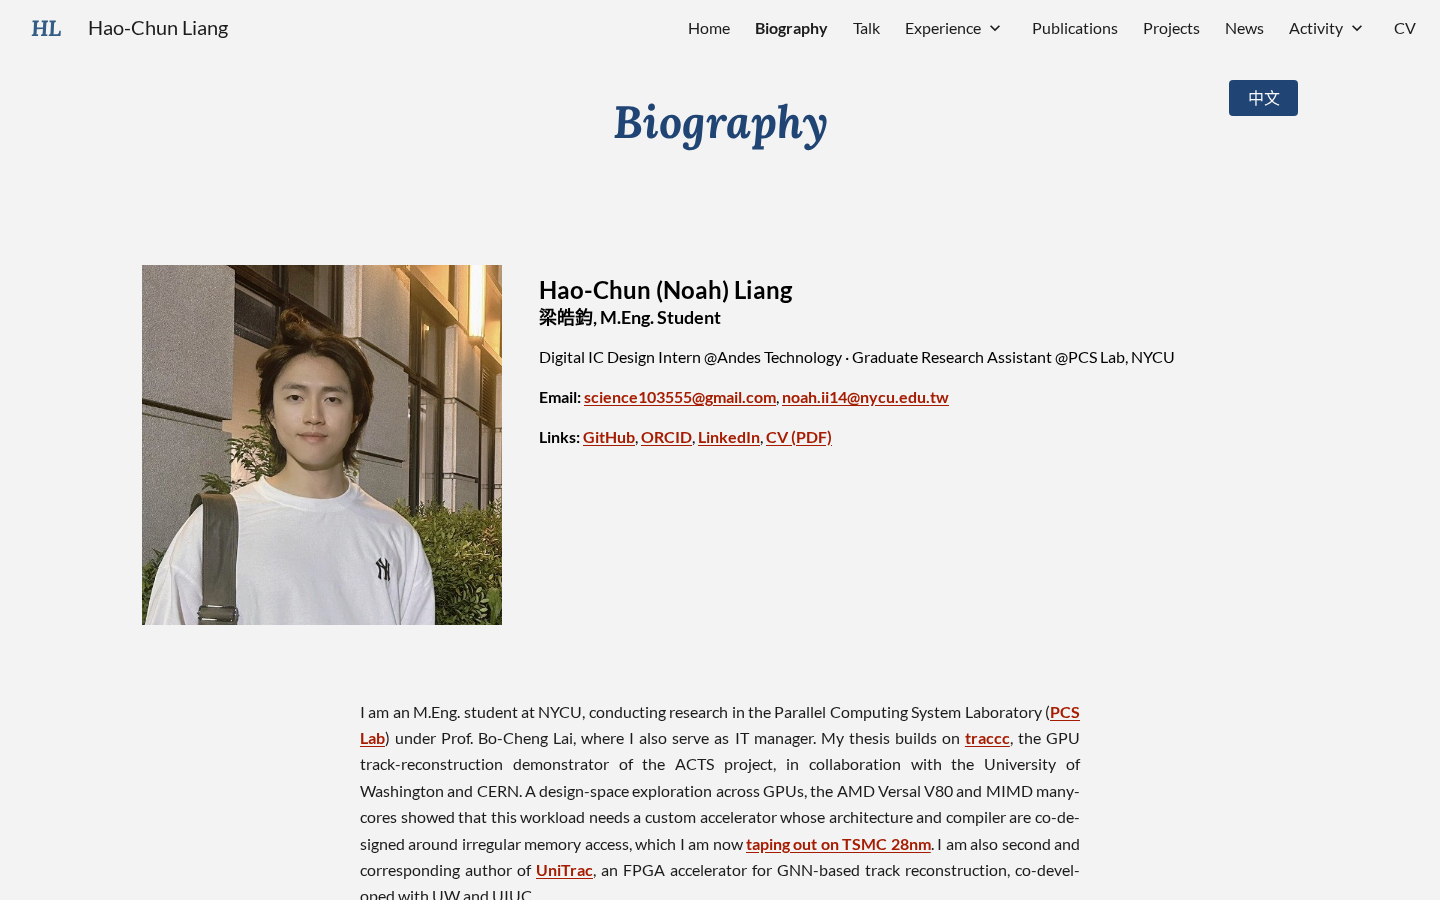 HL Hao-Chun Liang Home Biography Talk Experience Publications Projects News Activity CV
中文
Biography
Hao-Chun (Noah) Liang
梁皓鈞, M.Eng. Student
Digital IC Design Intern @Andes Technology · Graduate Research Assistant @PCS Lab, NYCU
Email: science103555@gmail.com, noah.ii14@nycu.edu.tw
Links: GitHub, ORCID, LinkedIn, CV (PDF)
I am an M.Eng. student at NYCU, conducting research in the Parallel Computing System Laboratory (PCS
Lab) under Prof. Bo-Cheng Lai, where I also serve as IT manager. My thesis builds on traccc, the GPU
track-reconstruction demonstrator of the ACTS project, in collaboration with the University of
Washington and CERN. A design-space exploration across GPUs, the AMD Versal V80 and MIMD many-
cores showed that this workload needs a custom accelerator whose architecture and compiler are co-de-
signed around irregular memory access, which I am now taping out on TSMC 28nm. I am also second and
corresponding author of UniTrac, an FPGA accelerator for GNN-based track reconstruction, co-devel-
oped with UW and UIUC.